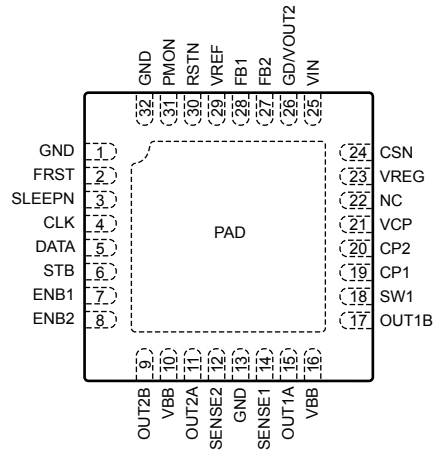 GND
PMON
RSTN
VREF
FB1
FB2
GD/VOUT2
VIN
32
31
30
29
28
27
26
25
GND 1
FRST 2
SLEEPN 3
CLK 4
DATA 5
STB 6
ENB1 7
ENB2 8
PAD
24 CSN
23 VREG
22 NC
21 VCP
20 CP2
19 CP1
18 SW1
17 OUT1B
9
10
11
12
13
14
15
16
OUT2B
VBB
OUT2A
SENSE2
GND
SENSE1
OUT1A
VBB